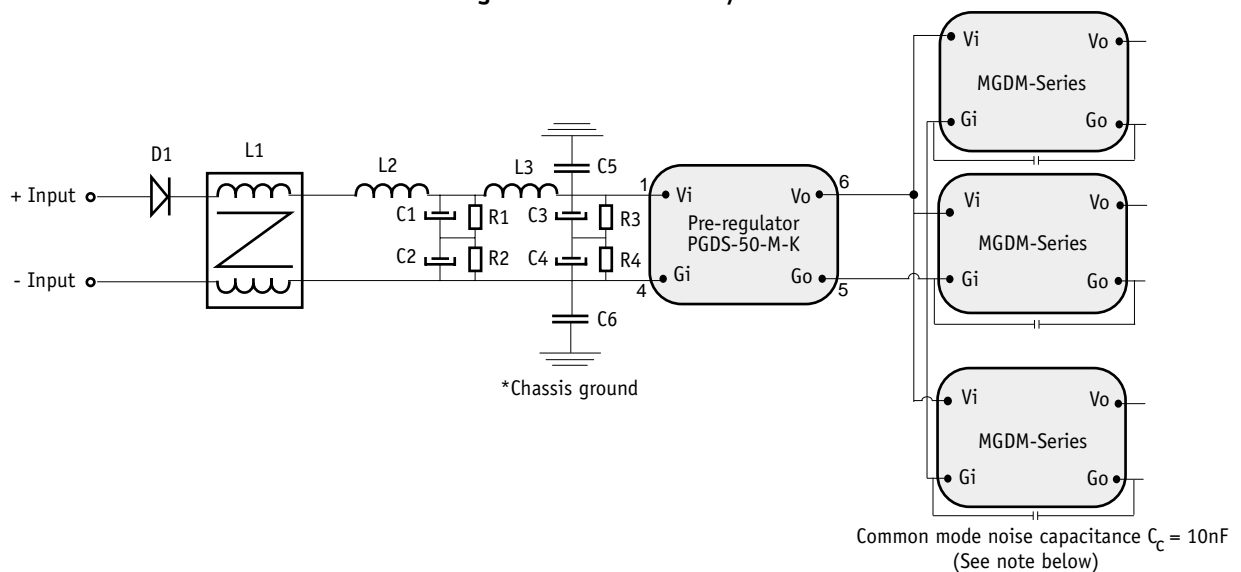 Vi
Vo
MGDM-Series
Gi
Go
D1
L1
L2
L3
C5
+ Input
C1
R1
C3
R3
1
Vi
Vo
6
Pre-regulator
PGDS-50-M-K
Vi
Vo
MGDM-Series
- Input
C2
R2
C4
R4
4
Gi
Go
5
Gi
Go
C6
*Chassis ground
Vi
Vo
MGDM-Series
Gi
Go
Common mode noise capacitance Cc = 10nF
(See note below)